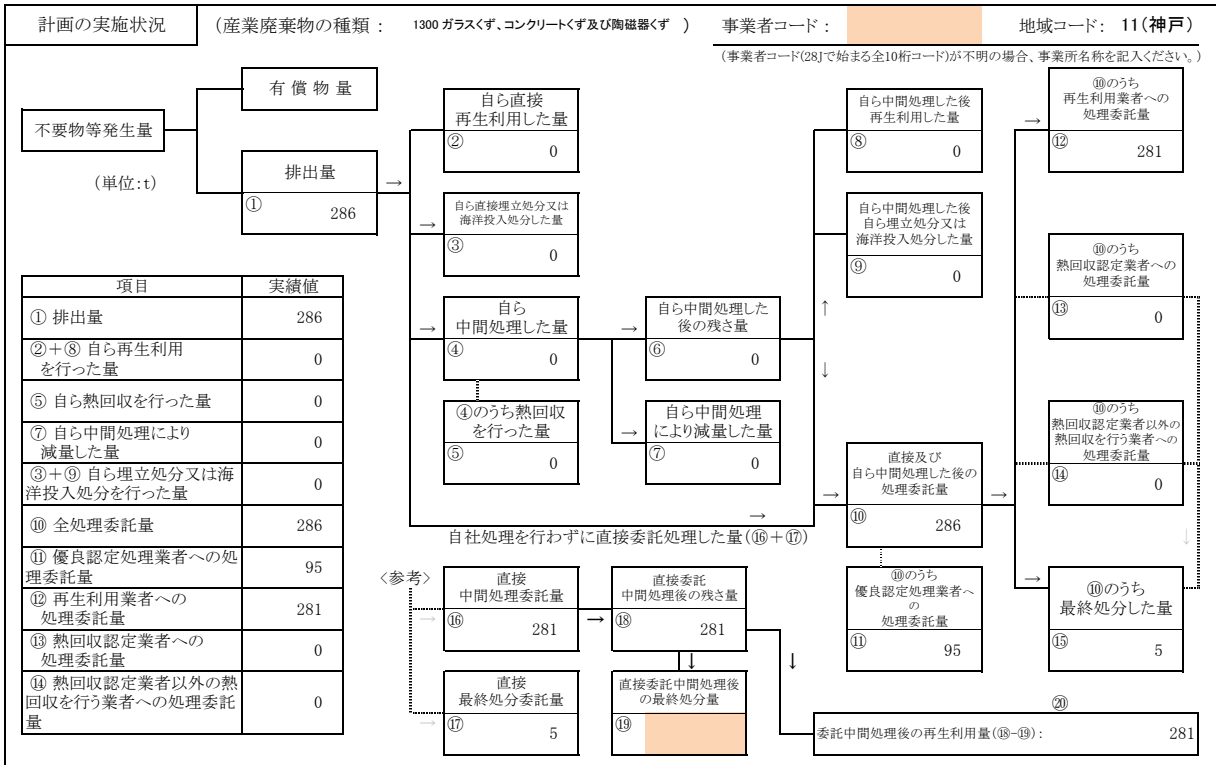 計画の実施状況
(産業廃棄物の種類 : 1300 ガラスくず、コンクリートくず及び陶磁器くず )
事業者コード :
地域コード: 11(神戸)
(事業者コード(28Jで始まる全10桁コード)が不明の場合、事業所名称を記入ください。)
不要物等発生量
(単位:t)
有償物量
排出量
① 286
→
自ら直接
再生利用した量
② 0
→
自ら直接埋立処分又は
海洋投入処分した量
③ 0
→
自ら
中間処理した量
④ 0
④のうち熱回収
を行った量
⑤ 0
→
自ら中間処理した
後の残さ量
⑥ 0
→
自ら中間処理
により減量した量
⑦ 0
自ら中間処理した後
再生利用した量
⑧ 0
自ら中間処理した後
自ら埋立処分又は
海洋投入処分した量
⑨ 0
↑
↓
→
直接及び
自ら中間処理した後の
処理委託量
⑩ 286
→
⑩のうち
優良認定処理業者へ
の
処理委託量
⑪ 95
→
⑩のうち
再生利用業者への
処理委託量
⑫ 281
⑩のうち
熱回収認定業者への
処理委託量
⑬ 0
⑩のうち
熱回収認定業者以外の
熱回収を行う業者への
処理委託量
⑭ 0
↓
→
⑩のうち
最終処分した量
⑮ 5
→
自社処理を行わずに直接委託処理した量(⑯+⑰)
〈参考〉
→
直接
中間処理委託量
⑯ 281
→
直接委託
中間処理後の残さ量
⑱ 281
↓
↓
→
直接
最終処分委託量
⑰ 5
直接委託中間処理後
の最終処分量
⑲
⑳
委託中間処理後の再生利用量(⑱-⑲): 281
項目 実績値
① 排出量 286
②+⑧ 自ら再生利用
を行った量 0
⑤ 自ら熱回収を行った量 0
⑦ 自ら中間処理により
減量した量 0
③+⑨ 自ら埋立処分又は海
洋投入処分を行った量 0
⑩ 全処理委託量 286
⑪ 優良認定処理業者への処
理委託量 95
⑫ 再生利用業者への
処理委託量 281
⑬ 熱回収認定業者への
処理委託量 0
⑭ 熱回収認定業者以外の熱
回収を行う業者への処理委託
量 0